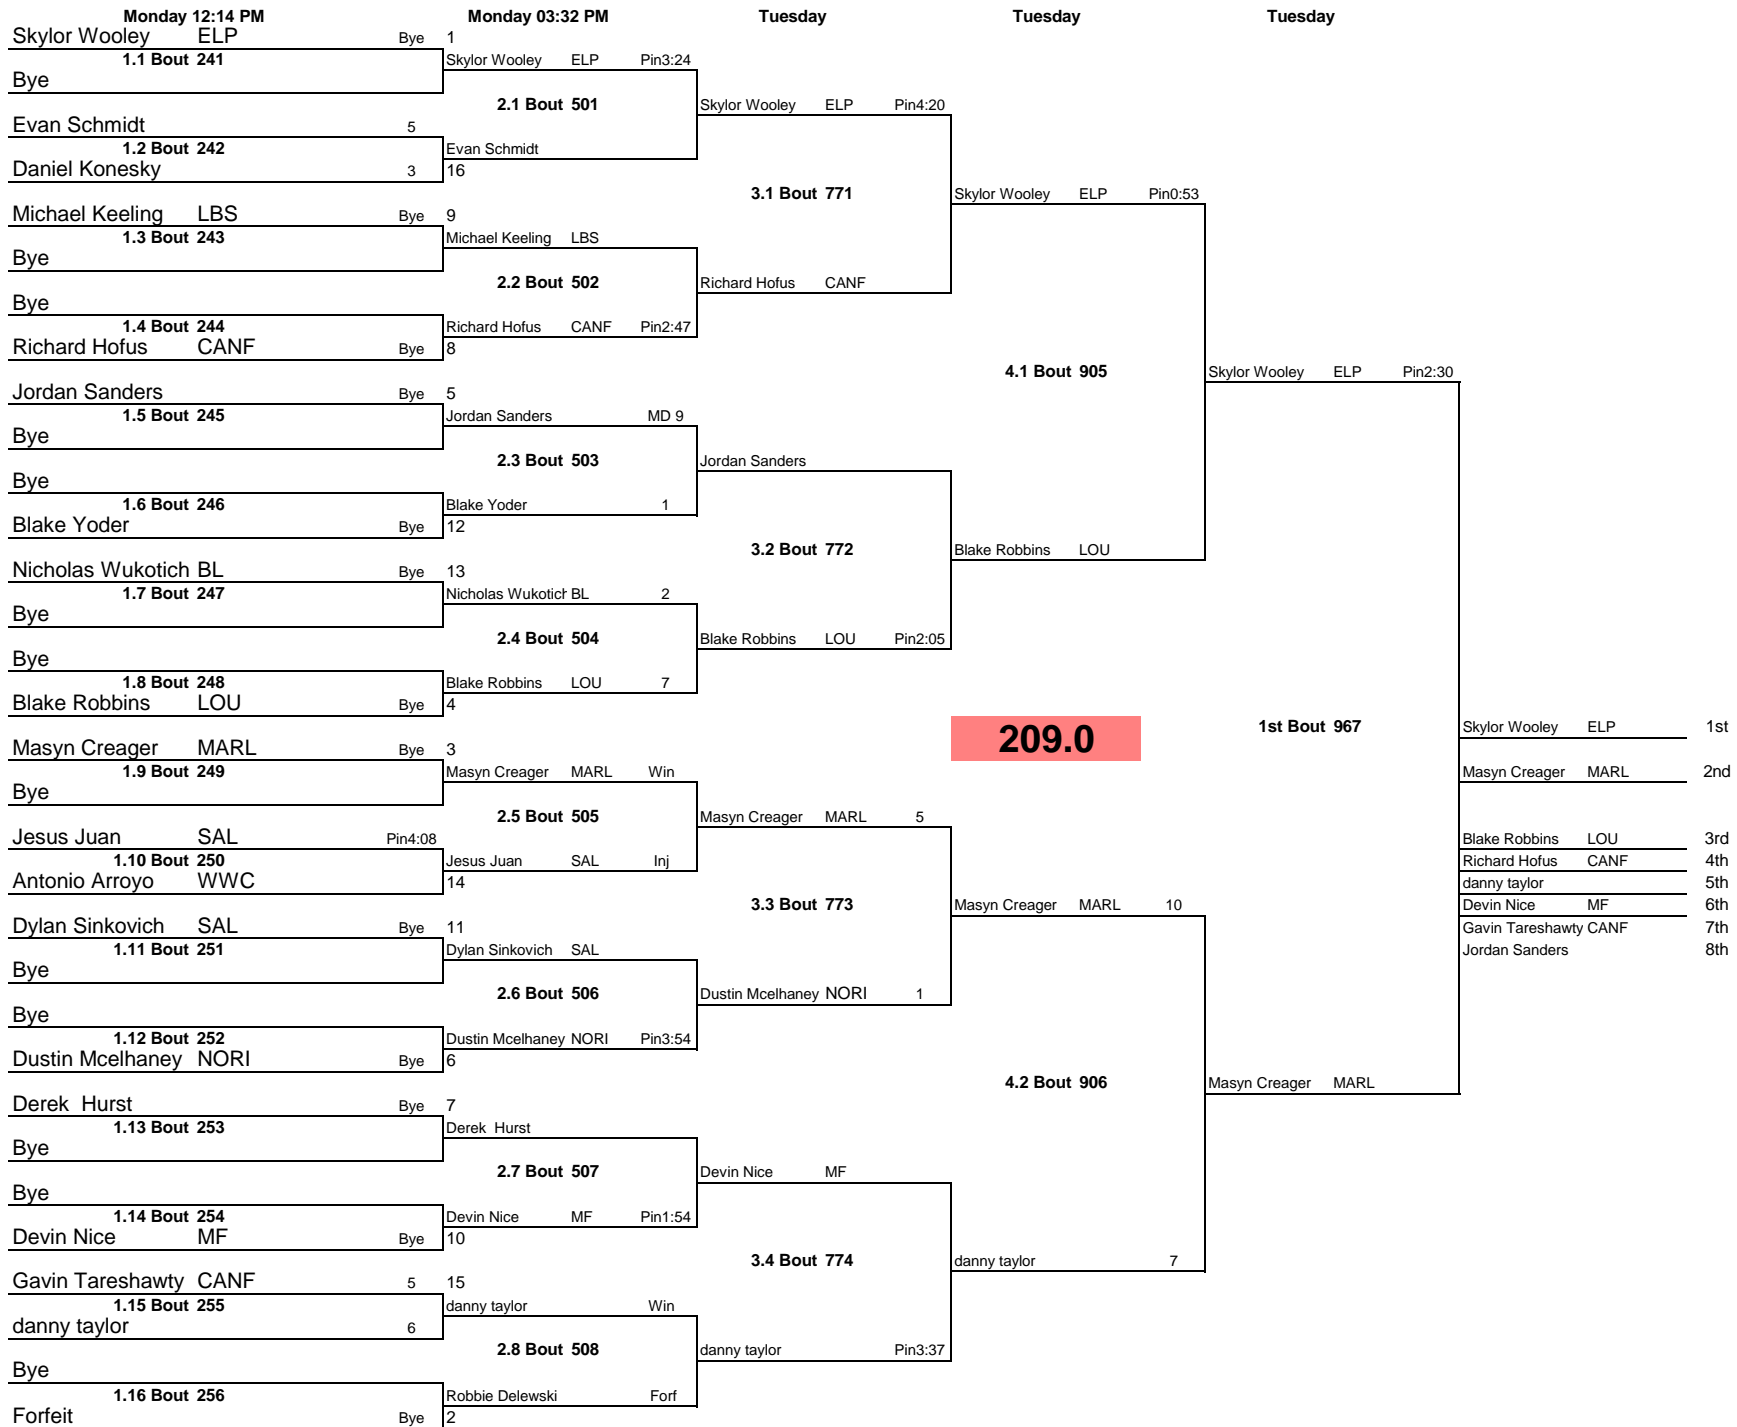 Monday 12:14 PM Monday 03:32 PM Tuesday Tuesday Tuesday
Skylor Wooley ELP Bye 1
1.1 Bout 241 Skylor Wooley ELP Pin3:24
Bye
2.1 Bout 501 Skylor Wooley ELP Pin4:20
Evan Schmidt 5
1.2 Bout 242 Evan Schmidt
Daniel Konesky 3 16
3.1 Bout 771 Skylor Wooley ELP Pin0:53
Michael Keeling LBS Bye 9
1.3 Bout 243 Michael Keeling LBS
Bye
2.2 Bout 502 Richard Hofus CANF
Bye
1.4 Bout 244 Richard Hofus CANF Pin2:47
Richard Hofus CANF Bye 8
4.1 Bout 905 Skylor Wooley ELP Pin2:30
Jordan Sanders Bye 5
1.5 Bout 245 Jordan Sanders MD 9
Bye
2.3 Bout 503 Jordan Sanders
Bye
1.6 Bout 246 Blake Yoder 1
Blake Yoder Bye 12
3.2 Bout 772 Blake Robbins LOU
Nicholas Wukotich BL Bye 13
1.7 Bout 247 Nicholas Wukotich BL 2
Bye
2.4 Bout 504 Blake Robbins LOU Pin2:05
Bye
1.8 Bout 248 Blake Robbins LOU 7
Blake Robbins LOU Bye 4
209.0 1st Bout 967 Skylor Wooley ELP 1st
Masyn Creager MARL Bye 3
1.9 Bout 249 Masyn Creager MARL Win Masyn Creager MARL 2nd
Bye
2.5 Bout 505 Masyn Creager MARL 5
Jesus Juan SAL Pin4:08 Blake Robbins LOU 3rd
1.10 Bout 250 Jesus Juan SAL Inj Richard Hofus CANF 4th
Antonio Arroyo WWC 14 danny taylor 5th
3.3 Bout 773 Masyn Creager MARL 10 Devin Nice MF 6th
Dylan Sinkovich SAL Bye 11 Gavin Tareshawty CANF 7th
1.11 Bout 251 Dylan Sinkovich SAL Jordan Sanders 8th
Bye
2.6 Bout 506 Dustin Mcelhaney NORI 1
Bye
1.12 Bout 252 Dustin Mcelhaney NORI Pin3:54
Dustin Mcelhaney NORI Bye 6
4.2 Bout 906 Masyn Creager MARL
Derek Hurst Bye 7
1.13 Bout 253 Derek Hurst
Bye
2.7 Bout 507 Devin Nice MF
Bye
1.14 Bout 254 Devin Nice MF Pin1:54
Devin Nice MF Bye 10
3.4 Bout 774 danny taylor 7
Gavin Tareshawty CANF 5 15
1.15 Bout 255 danny taylor Win
danny taylor 6
2.8 Bout 508 danny taylor Pin3:37
Bye
1.16 Bout 256 Robbie Delewski Forf
Forfeit Bye 2